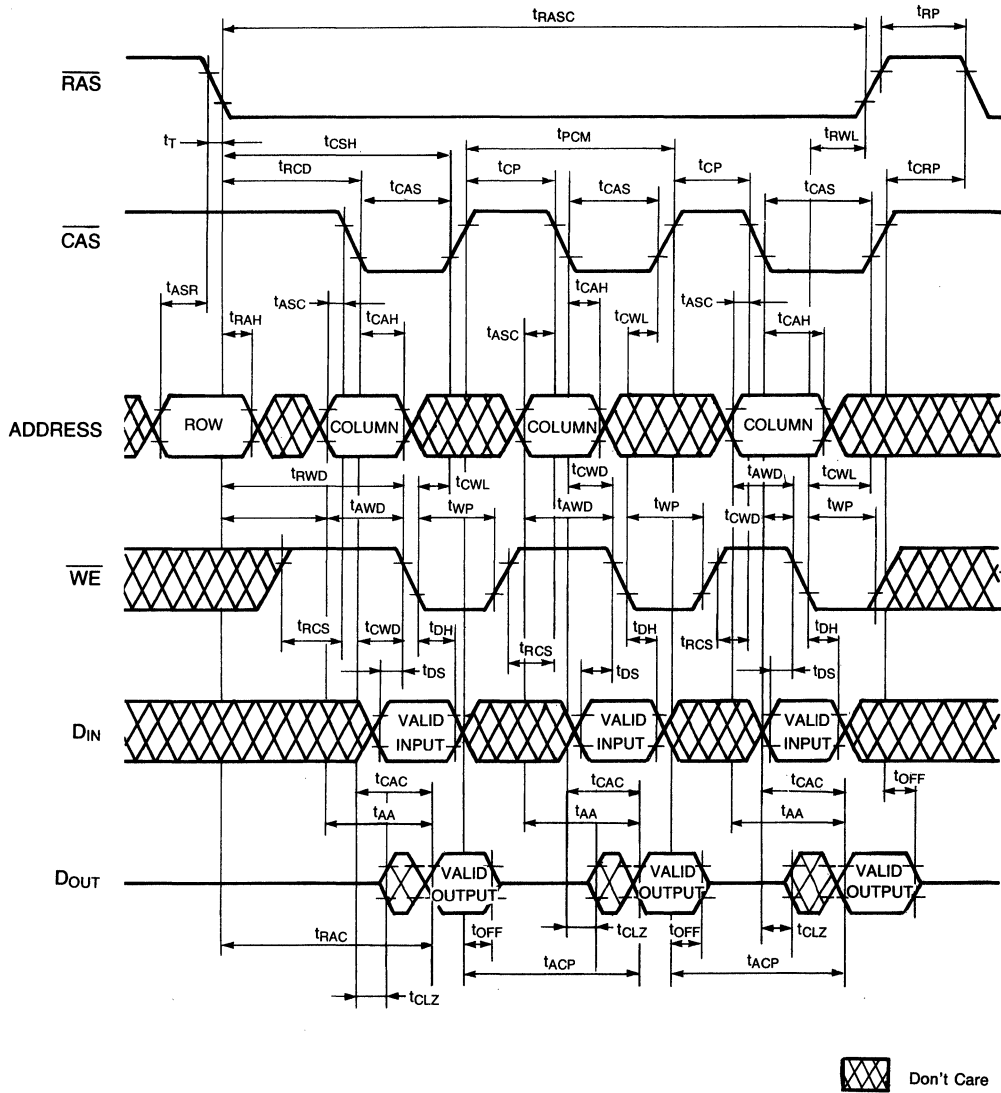 tRASC tRP
RAS
tT tCSH tPCM tRWL
tRCD tCP tCP tCRP
tCAS tCAS tCAS
CAS
tASR tASC tCAH tASC
tRAH tCAH tASC tCWL tCAH
ADDRESS ROW COLUMN COLUMN COLUMN
tRWD tCWL tCWD tAWD tCWL
tAWD tWP tAWD tWP tCWD tWP
WE
tRCS tCWD tDH tRCS tDH tRCS tDH
tDS tDS tDS
DIN VALID INPUT VALID INPUT VALID INPUT
tCAC tCAC tCAC tOFF
tAA tAA tAA
DOUT VALID OUTPUT VALID OUTPUT VALID OUTPUT
tRAC tOFF tCLZ tOFF tCLZ
tACP tACP
tCLZ
Don't Care